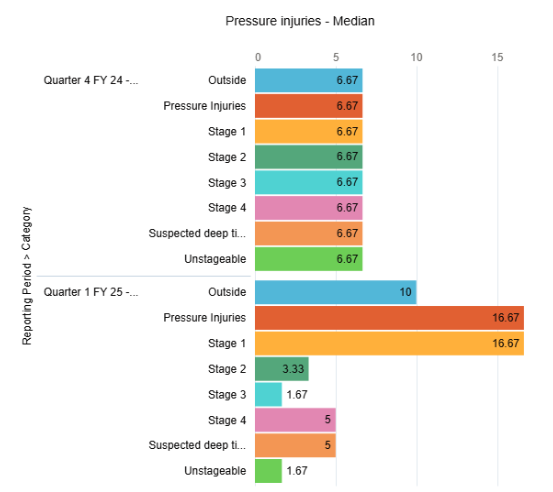 Pressure injuries - Median
0 5 10 15
Reporting Period > Category
Quarter 4 FY 24 -... Outside 6.67
Pressure Injuries 6.67
Stage 1 6.67
Stage 2 6.67
Stage 3 6.67
Stage 4 6.67
Suspected deep ti... 6.67
Unstageable 6.67
Quarter 1 FY 25 -... Outside 10
Pressure Injuries 16.67
Stage 1 16.67
Stage 2 3.33
Stage 3 1.67
Stage 4 5
Suspected deep ti... 5
Unstageable 1.67